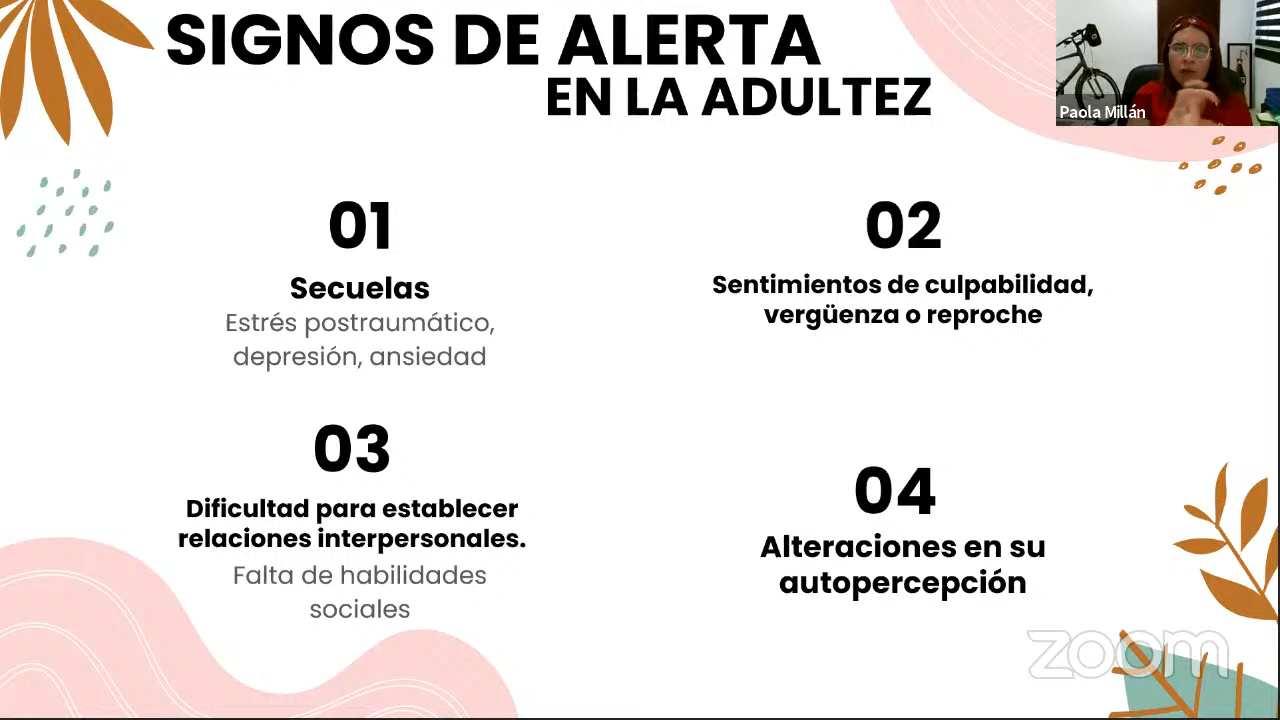 SIGNOS DE ALERTA
EN LA ADULTEZ
Paola Millán
01
Secuelas
Estrés postraumático,
depresión, ansiedad
02
Sentimientos de culpabilidad,
vergüenza o reproche
03
Dificultad para establecer
relaciones interpersonales.
Falta de habilidades
sociales
04
Alteraciones en su
autopercepción
zoom